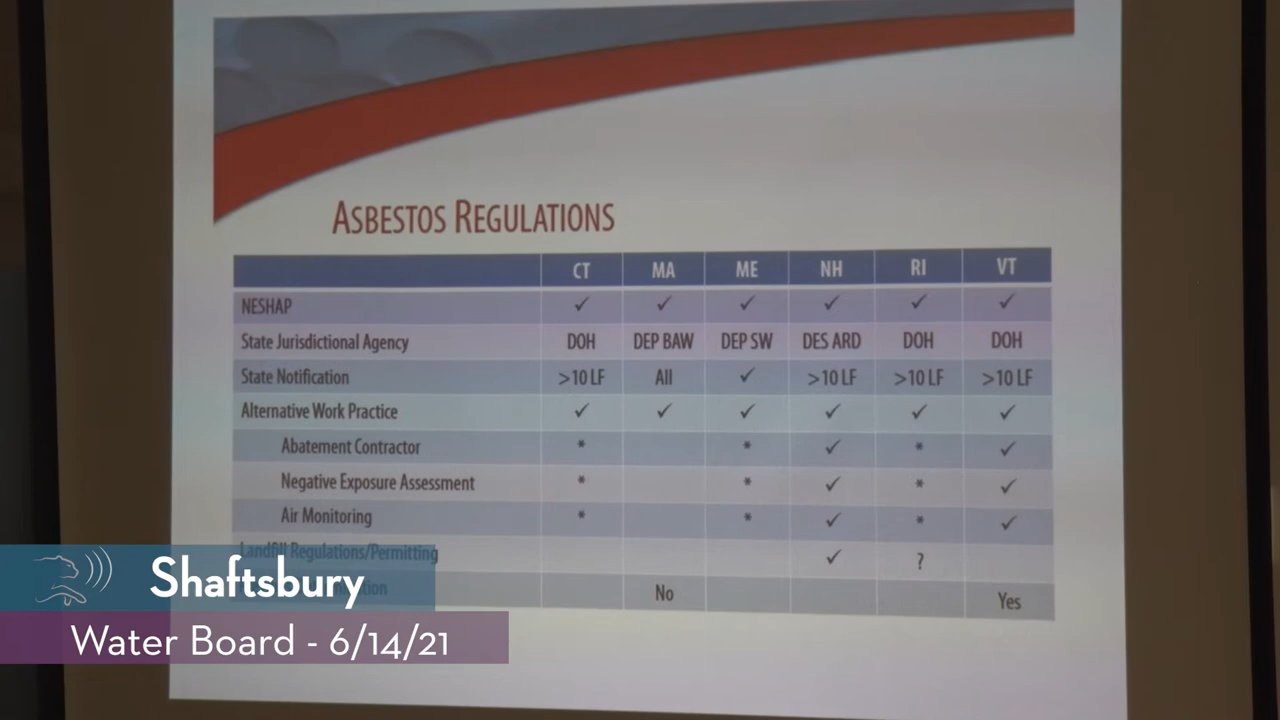 ASBESTOS REGULATIONS
CT MA ME NH RI VT
NESHAP ✓ ✓ ✓ ✓ ✓ ✓
State Jurisdictional Agency DOH DEP BAW DEP SW DES ARD DOH DOH
State Notification >10 LF All ✓ >10 LF >10 LF >10 LF
Alternative Work Practice ✓ ✓ ✓ ✓ ✓ ✓
Abatement Contractor * * ✓ * ✓
Negative Exposure Assessment * * ✓ * ✓
Air Monitoring * * ✓ * ✓
Landfill Regulations/Permitting ✓ ?
No Yes
Shaftsbury
Water Board - 6/14/21